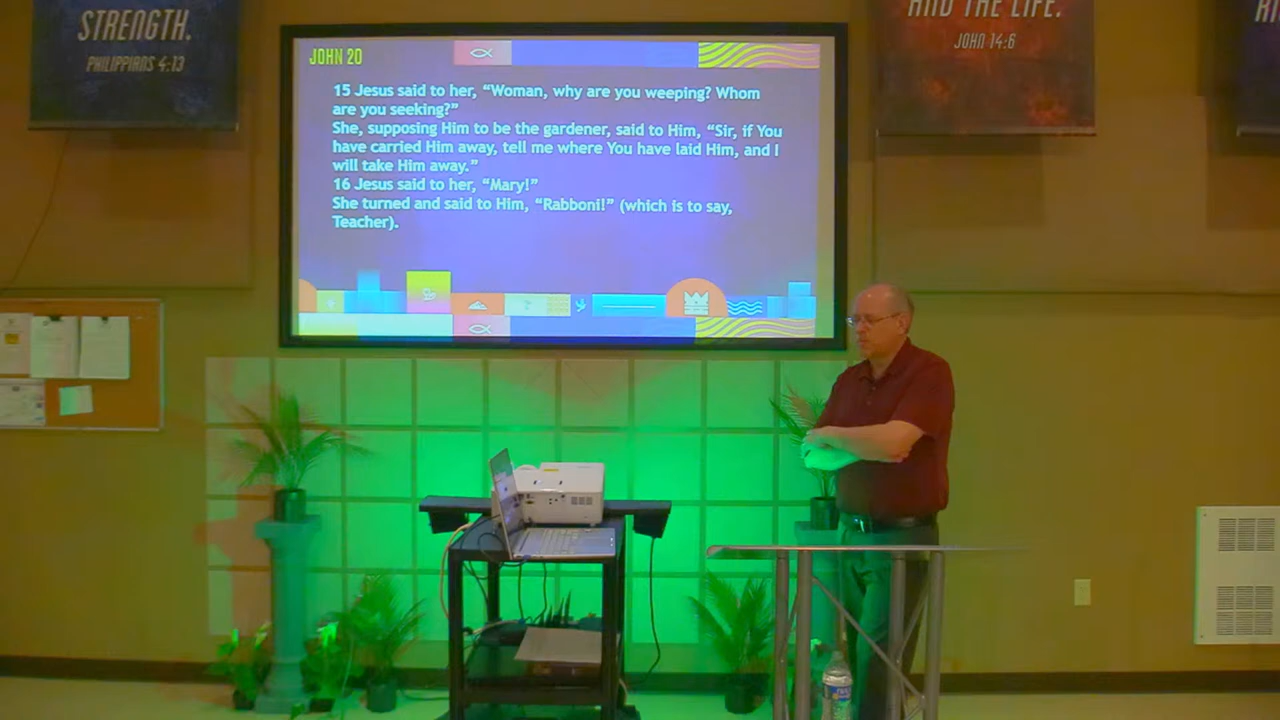 STRENGTH.
PHILIPPIANS 4:13
AND THE LIFE.
JOHN 14:6
JOHN 20
15 Jesus said to her, “Woman, why are you weeping? Whom
are you seeking?”
She, supposing Him to be the gardener, said to Him, “Sir, if You
have carried Him away, tell me where You have laid Him, and I
will take Him away.”
16 Jesus said to her, “Mary!”
She turned and said to Him, “Rabboni!” (which is to say,
Teacher).